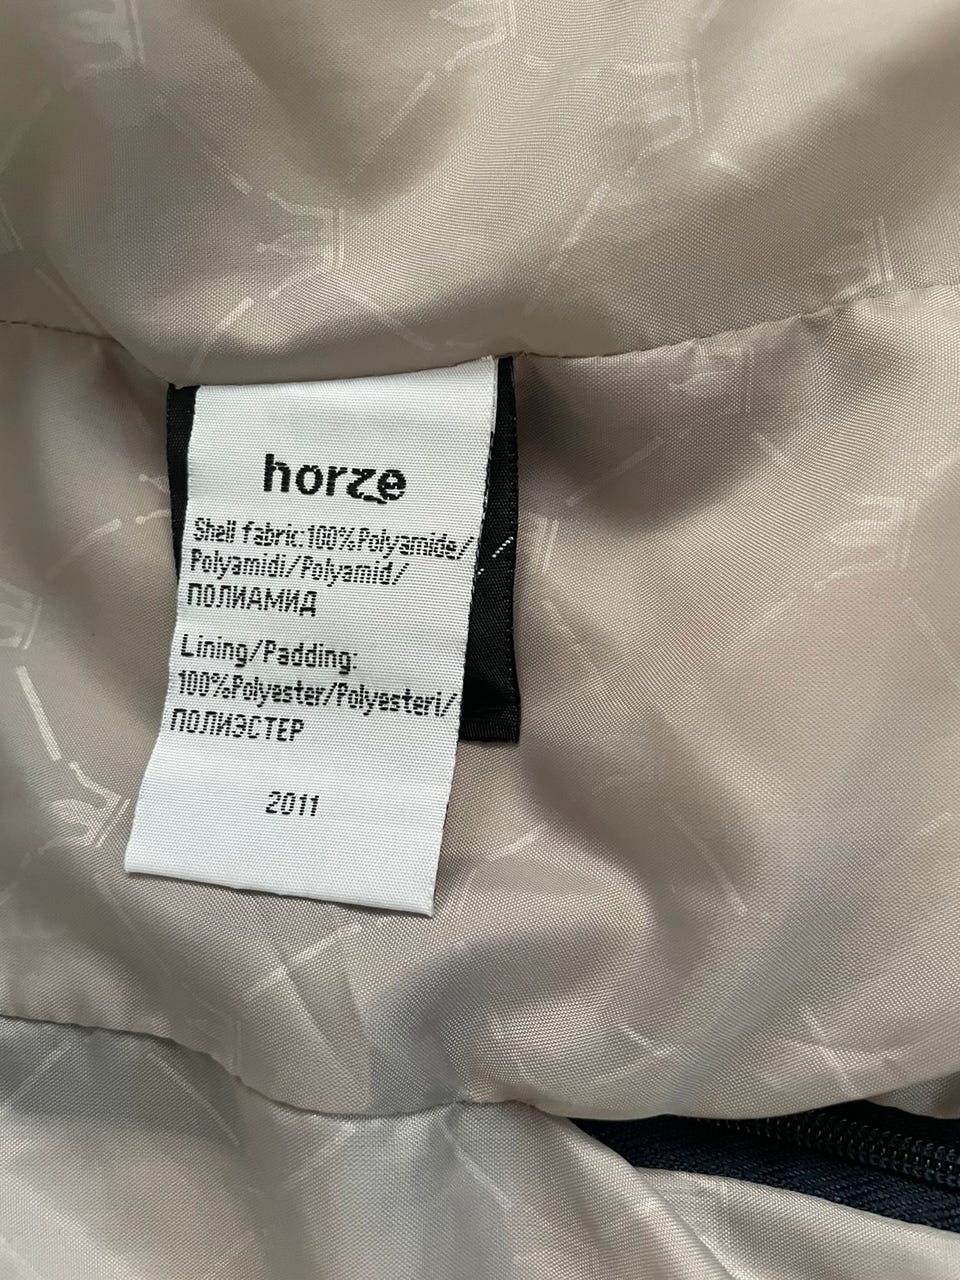 horze
Shell fabric:100%Polyamide/
Polyamidi/Polyamid/
ПОЛИАМИД
Lining/Padding:
100%Polyester/Polyesteri/
ПОЛИЭСТЕР
2011